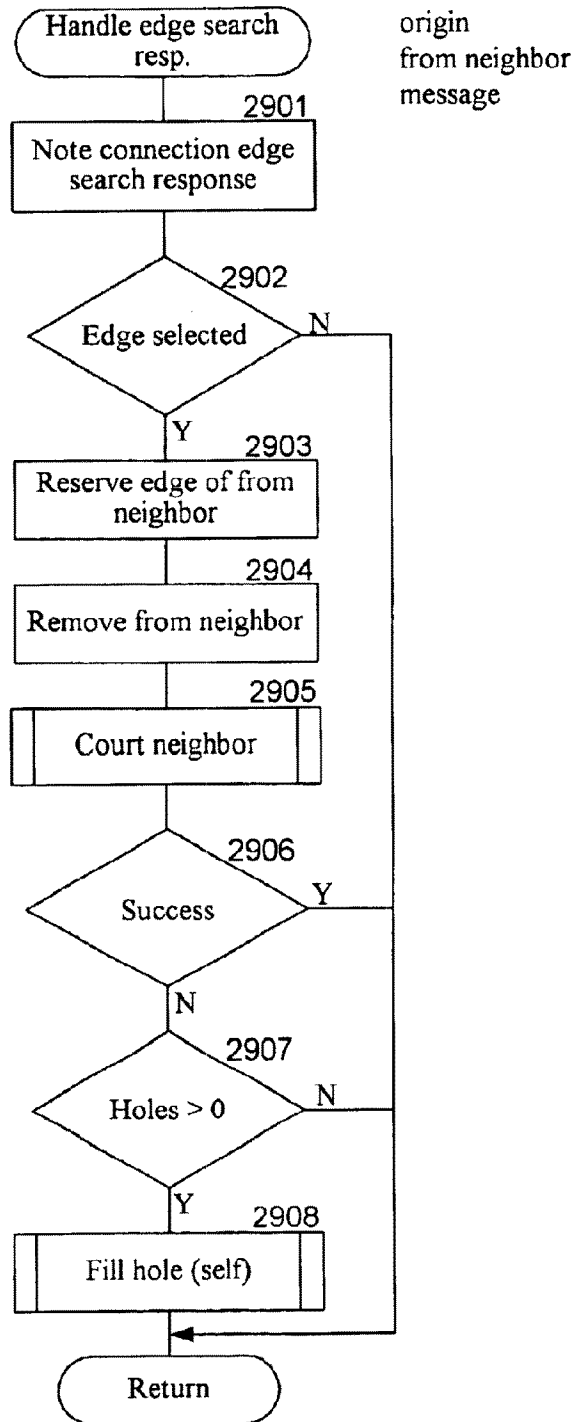 Handle edge search
resp.
origin
from neighbor
message
2901
Note connection edge
search response
2902
Edge selected
N
Y
2903
Reserve edge of from
neighbor
2904
Remove from neighbor
2905
Court neighbor
2906
Success
Y
N
2907
Holes > 0
N
Y
2908
Fill hole (self)
Return